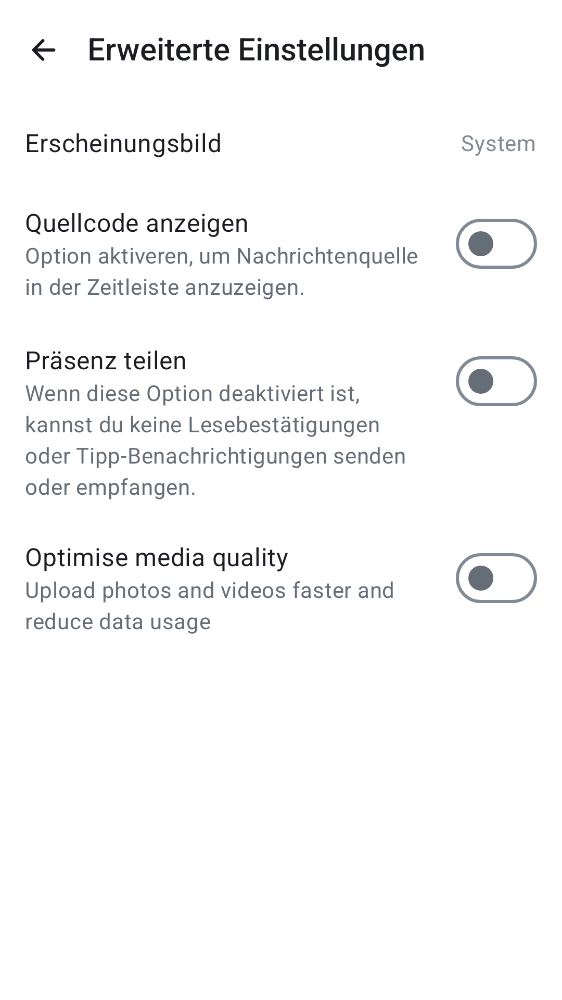 Erweiterte Einstellungen
Erscheinungsbild System
Quellcode anzeigen
Option aktiveren, um Nachrichtenquelle
in der Zeitleiste anzuzeigen.
Präsenz teilen
Wenn diese Option deaktiviert ist,
kannst du keine Lesebestätigungen
oder Tipp-Benachrichtigungen senden
oder empfangen.
Optimise media quality
Upload photos and videos faster and
reduce data usage